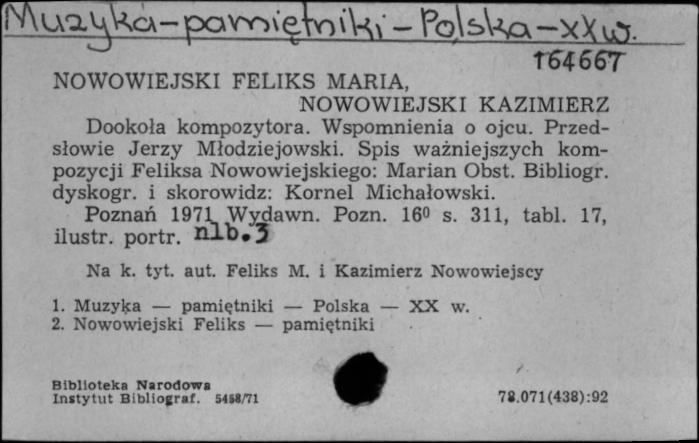 Muzyka-pamiętniki-Polska-XXw.
164667
NOWOWIEJSKI FELIKS MARIA,
NOWOWIEJSKI KAZIMIERZ
Dookoła kompozytora. Wspomnienia o ojcu. Przed-
słowie Jerzy Młodziejowski. Spis ważniejszych kom-
pozycji Feliksa Nowowiejskiego: Marian Obst. Bibliogr.
dyskogr. i skorowidz: Kornel Michałowski.
Poznań 1971 Wydawn. Pozn. 16⁰ s. 311, tabl. 17,
ilustr. portr. nlb.3
Na k. tyt. aut. Feliks M. i Kazimierz Nowowiejscy
1. Muzyka — pamiętniki — Polska — XX w.
2. Nowowiejski Feliks — pamiętniki
Biblioteka Narodowa
Instytut Bibliograf. 5458/71
78.071(438):92